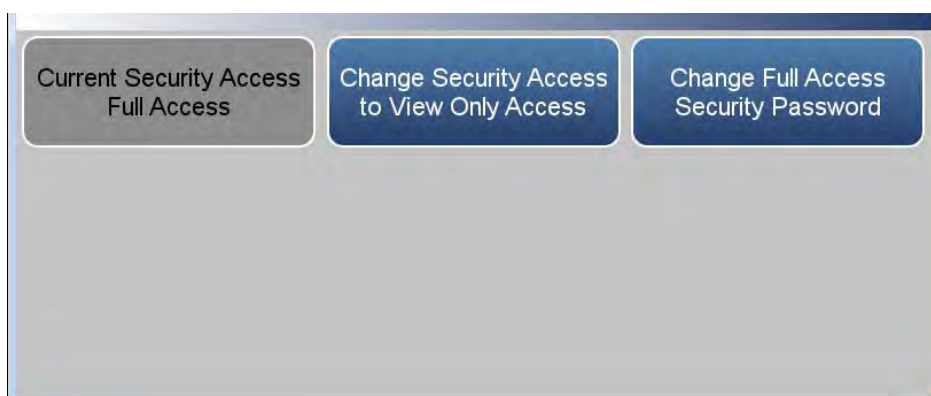 Current Security Access
Full Access
Change Security Access
to View Only Access
Change Full Access
Security Password